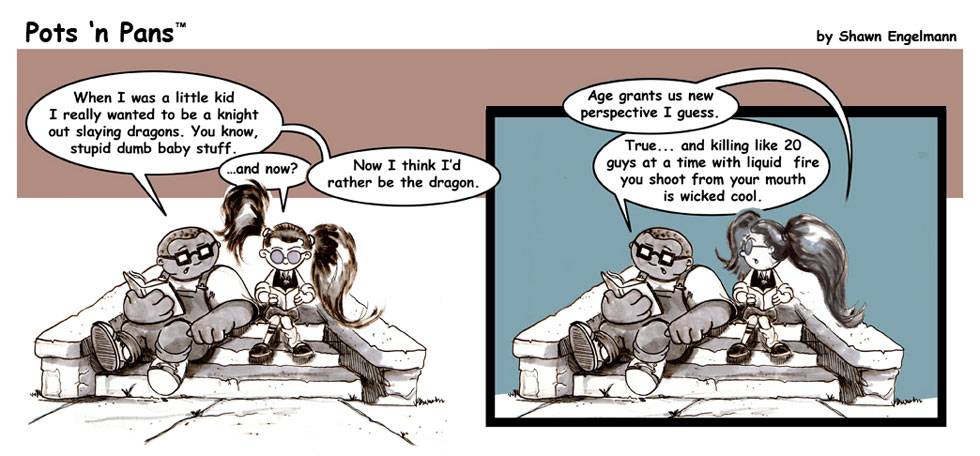 Pots ‘n Pans™
by Shawn Engelmann
When I was a little kid
I really wanted to be a knight
out slaying dragons. You know,
stupid dumb baby stuff.
...and now?
Now I think I’d
rather be the dragon.
Age grants us new
perspective I guess.
True... and killing like 20
guys at a time with liquid fire
you shoot from your mouth
is wicked cool.